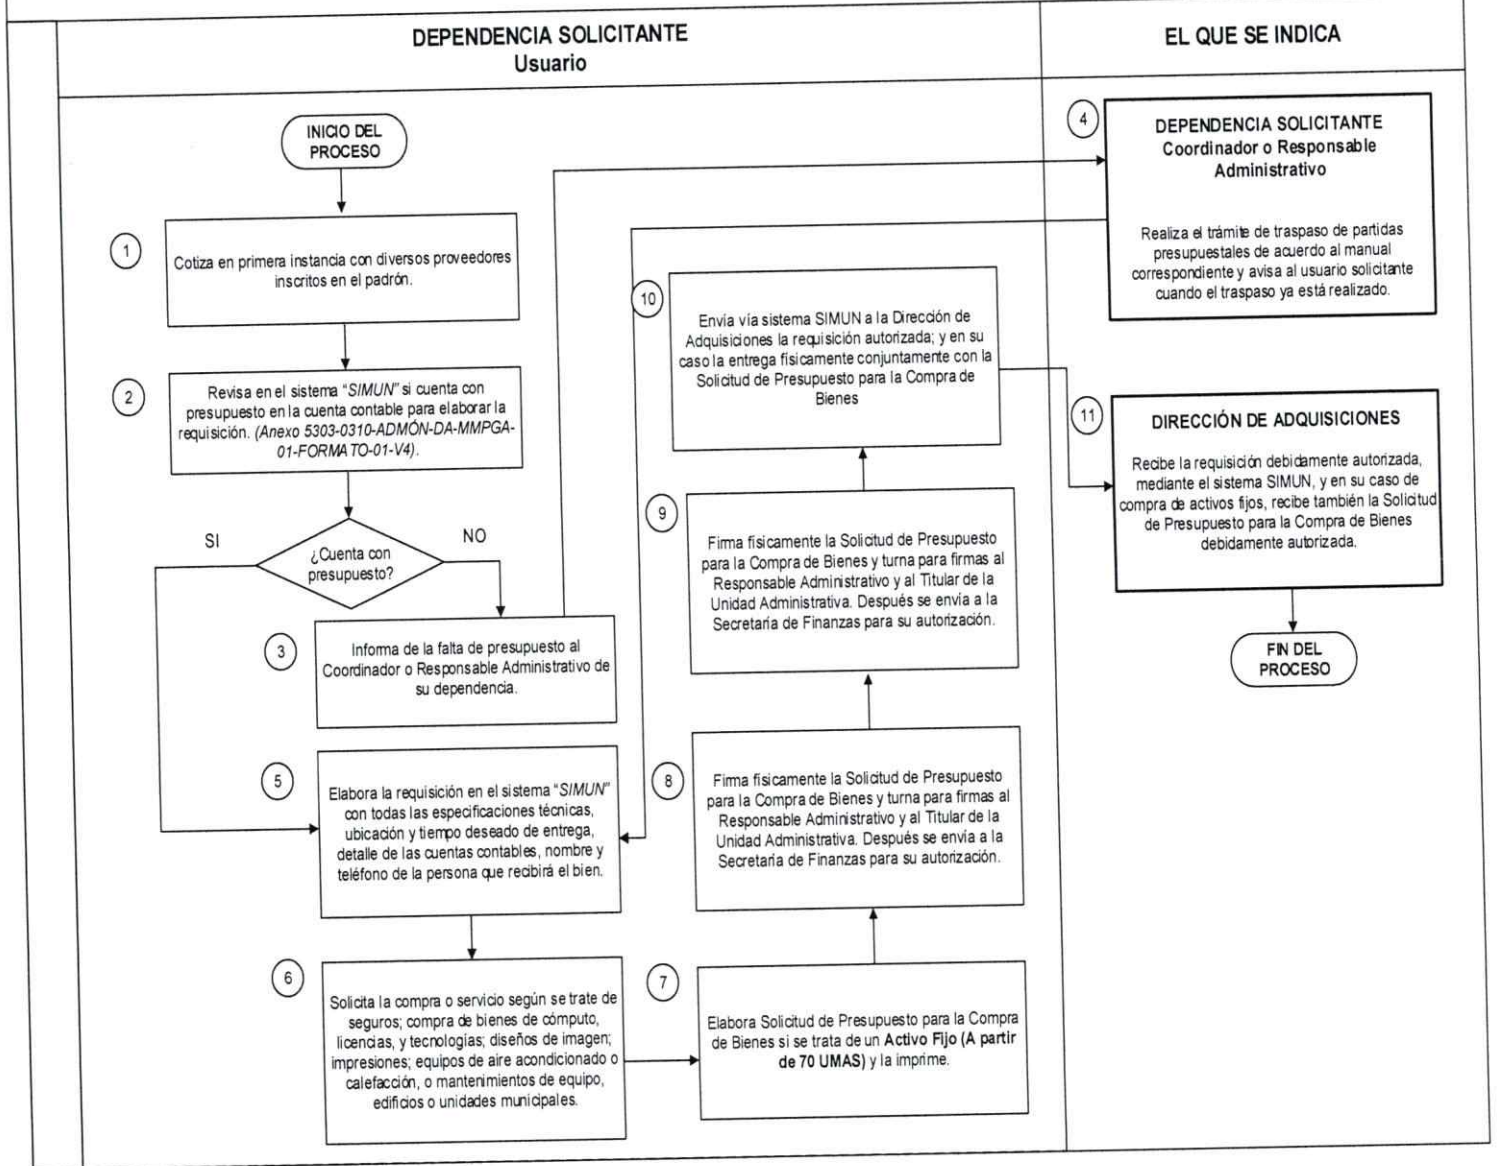 DEPENDENCIA SOLICITANTE
Usuario
EL QUE SE INDICA
INICIO DEL
PROCESO
1
Cotiza en primera instancia con diversos proveedores
inscritos en el padrón.
2
Revisa en el sistema "SIMUN" si cuenta con
presupuesto en la cuenta contable para elaborar la
requisición. (Anexo 5303-0310-ADMÓN-DA-MMPGA-
01-FORMATO-01-V4).
¿Cuenta con
presupuesto?
SI
NO
3
Informa de la falta de presupuesto al
Coordinador o Responsable Administrativo de
su dependencia.
4
DEPENDENCIA SOLICITANTE
Coordinador o Responsable
Administrativo
Realiza el trámite de traspaso de partidas
presupuestales de acuerdo al manual
correspondiente y avisa al usuario solicitante
cuando el traspaso ya está realizado.
5
Elabora la requisición en el sistema "SIMUN"
con todas las especificaciones técnicas,
ubicación y tiempo deseado de entrega,
detalle de las cuentas contables, nombre y
teléfono de la persona que recibirá el bien.
6
Solicita la compra o servicio según se trate de
seguros; compra de bienes de cómputo,
licencias, y tecnologías; diseños de imagen;
impresiones; equipos de aire acondicionado o
calefacción, o mantenimientos de equipo,
edificios o unidades municipales.
7
Elabora Solicitud de Presupuesto para la Compra
de Bienes si se trata de un Activo Fijo (A partir
de 70 UMAS) y la imprime.
8
Firma físicamente la Solicitud de Presupuesto
para la Compra de Bienes y turna para firmas al
Responsable Administrativo y al Titular de la
Unidad Administrativa. Después se envía a la
Secretaría de Finanzas para su autorización.
9
Firma físicamente la Solicitud de Presupuesto
para la Compra de Bienes y turna para firmas al
Responsable Administrativo y al Titular de la
Unidad Administrativa. Después se envía a la
Secretaría de Finanzas para su autorización.
10
Envía vía sistema SIMUN a la Dirección de
Adquisiciones la requisición autorizada; y en su
caso la entrega físicamente conjuntamente con la
Solicitud de Presupuesto para la Compra de
Bienes
11
DIRECCIÓN DE ADQUISICIONES
Recibe la requisición debidamente autorizada,
mediante el sistema SIMUN, y en su caso de
compra de activos fijos, recibe también la Solicitud
de Presupuesto para la Compra de Bienes
debidamente autorizada.
FIN DEL
PROCESO